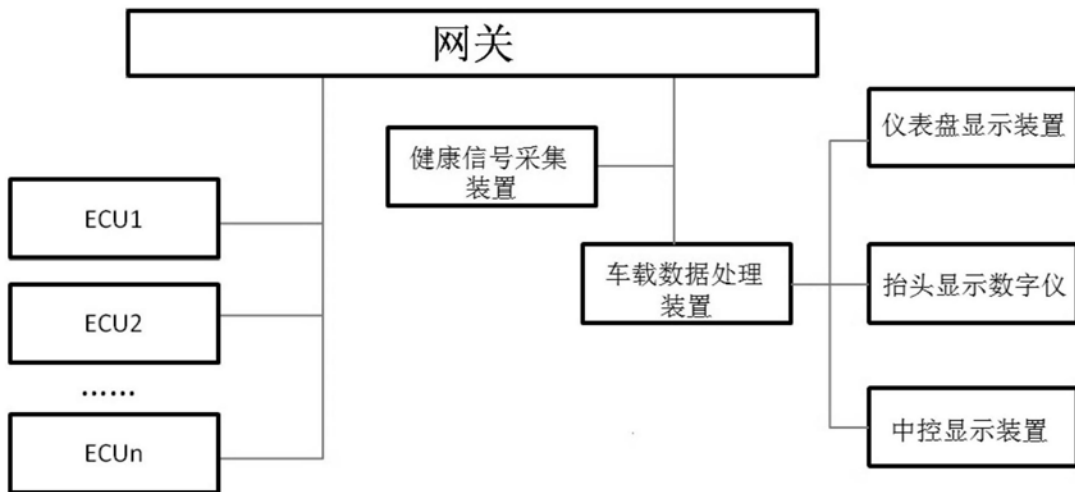 网关
健康信号采集
装置
仪表盘显示装置
ECU1
车载数据处理
装置
抬头显示数字仪
ECU2
……
ECUn
中控显示装置